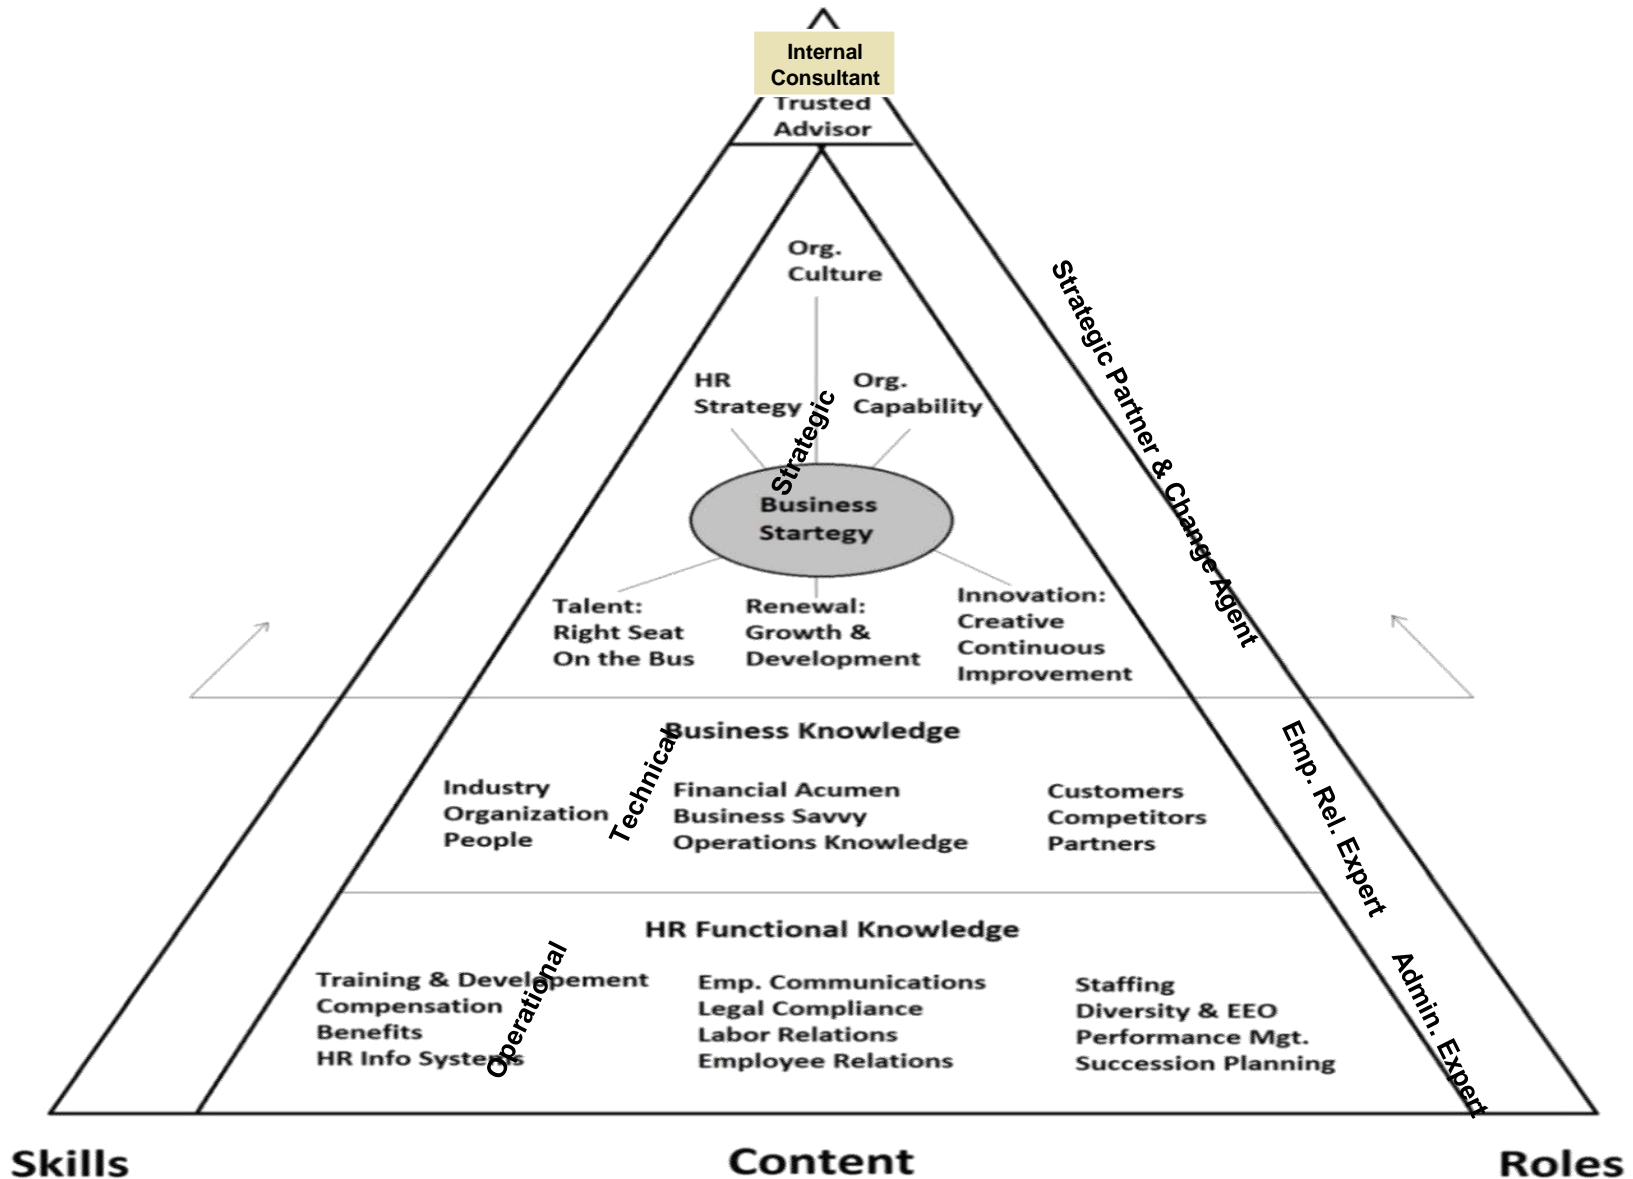 Internal
Consultant
Trusted
Advisor
Org.
Culture
HR
Strategy
Org.
Capability
Strategic
Business
Startegy
Talent:
Right Seat
On the Bus
Renewal:
Growth &
Development
Innovation:
Creative
Continuous
Improvement
Strategic Partner & Change Agent
Business Knowledge
Technical
Industry
Organization
People
Financial Acumen
Business Savvy
Operations Knowledge
Customers
Competitors
Partners
Emp. Rel. Expert
HR Functional Knowledge
Operational
Training & Developement
Compensation
Benefits
HR Info Systems
Emp. Communications
Legal Compliance
Labor Relations
Employee Relations
Staffing
Diversity & EEO
Performance Mgt.
Succession Planning
Admin. Expert
Skills
Content
Roles